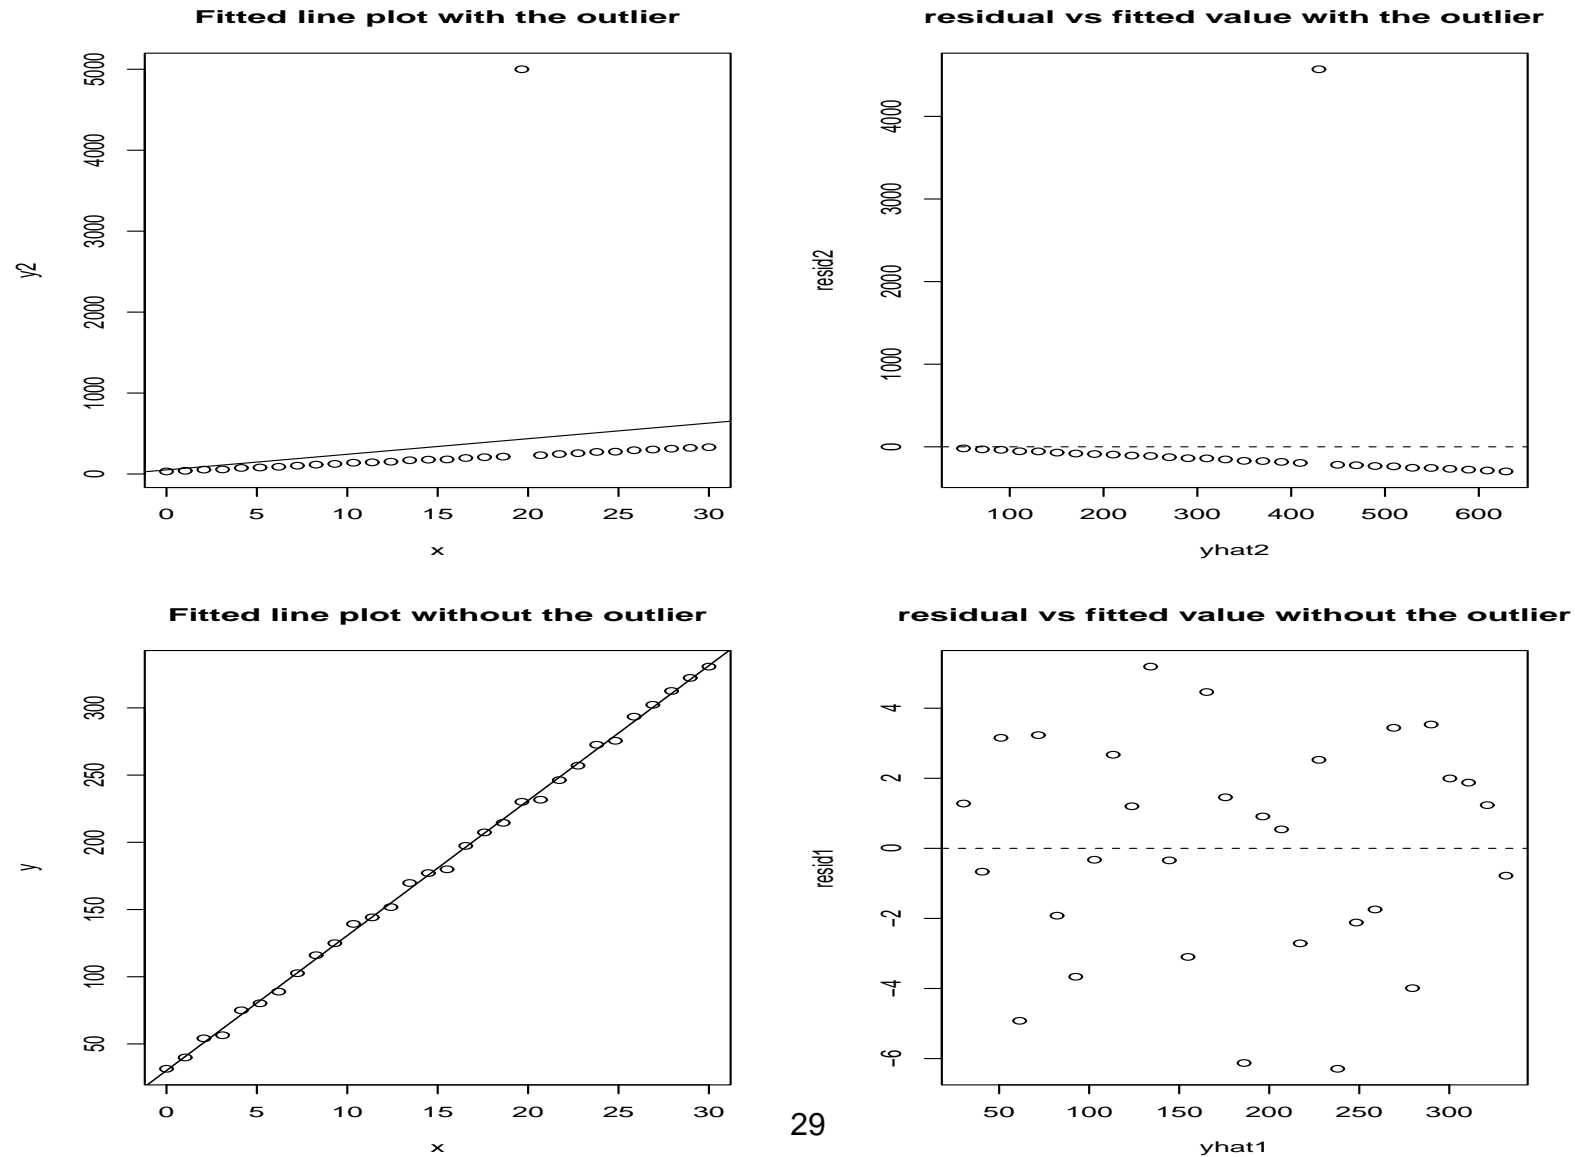 Fitted line plot with the outlier
y2
0 1000 2000 3000 4000 5000
0 5 10 15 20 25 30
x
residual vs fitted value with the outlier
resid2
0 1000 2000 3000 4000
100 200 300 400 500 600
yhat2
Fitted line plot without the outlier
y
50 100 150 200 250 300
0 5 10 15 20 25 30
x
residual vs fitted value without the outlier
resid1
-6 -4 -2 0 2 4
50 100 150 200 250 300
yhat1
29